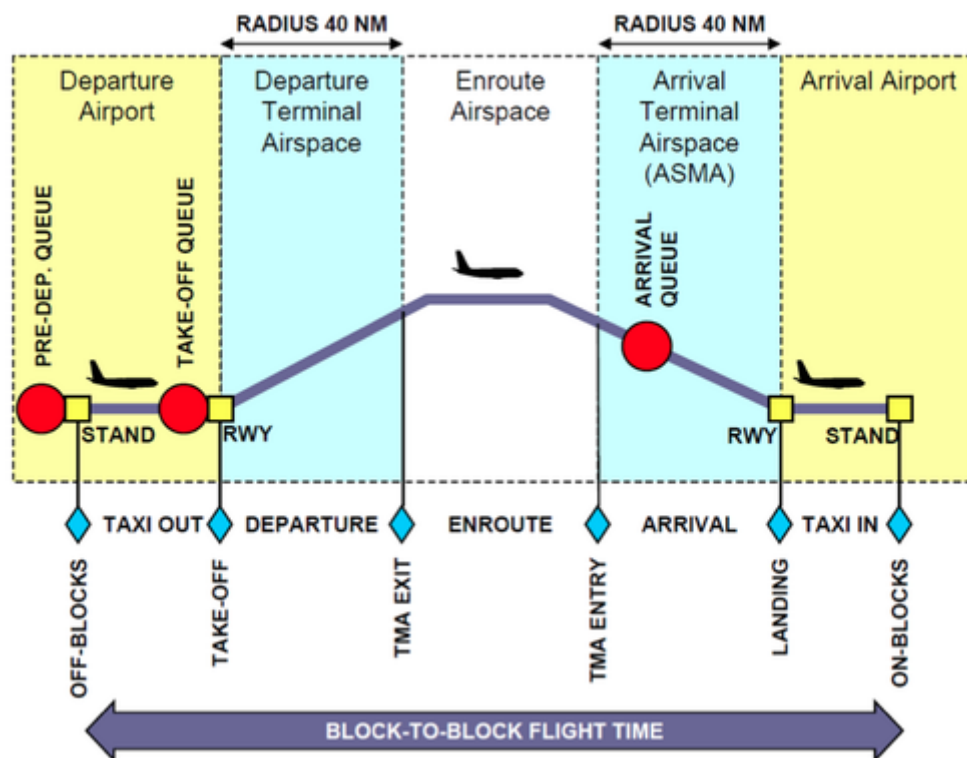 RADIUS 40 NM
RADIUS 40 NM
Departure
Airport
Departure
Terminal
Airspace
Enroute
Airspace
Arrival
Terminal
Airspace
(ASMA)
Arrival Airport
PRE-DEP. QUEUE
TAKE-OFF QUEUE
ARRIVAL
QUEUE
STAND
RWY
RWY
STAND
TAXI OUT
DEPARTURE
ENROUTE
ARRIVAL
TAXI IN
OFF-BLOCKS
TAKE-OFF
TMA EXIT
TMA ENTRY
LANDING
ON-BLOCKS
BLOCK-TO-BLOCK FLIGHT TIME